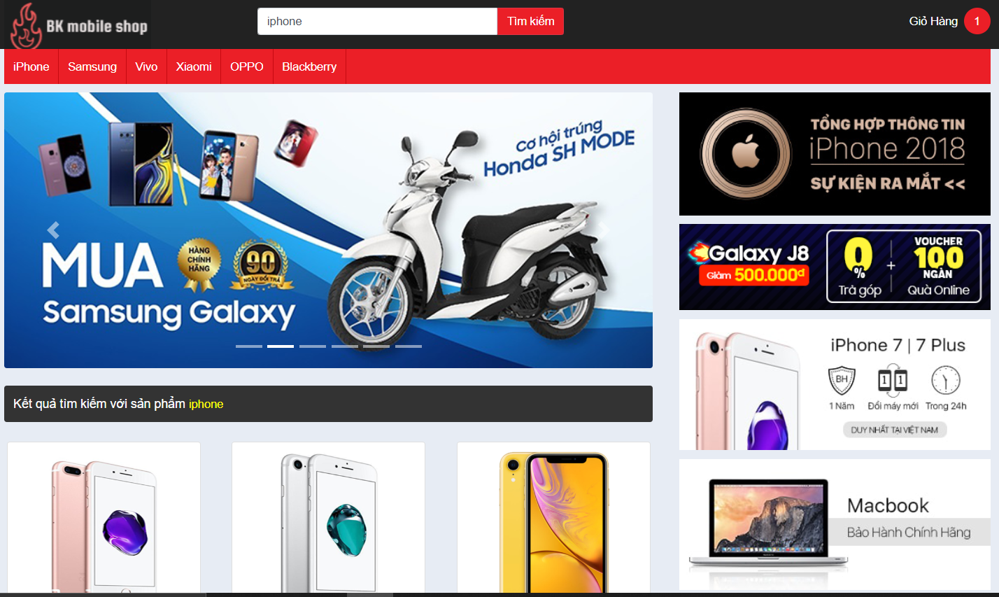 BK mobile shop
iphone
Tìm kiếm
Giỏ Hàng 1
iPhone
Samsung
Vivo
Xiaomi
OPPO
Blackberry
Cơ hội trúng
Honda SH MODE
MUA
HÀNG
CHÍNH
HÃNG
90
NGÀY ĐỔI TRẢ
Samsung Galaxy
TỔNG HỢP THÔNG TIN
iPhone 2018
SỰ KIỆN RA MẮT <<
Galaxy J8
Giảm 500.000đ
0
%
Trả góp
+
VOUCHER
100
NGÀN
Quà Online
iPhone 7 | 7 Plus
BH
1 1
1 Năm
Đổi máy mới
Trong 24h
DUY NHẤT TẠI VIỆT NAM
Macbook
Bảo Hành Chính Hãng
Kết quả tìm kiếm với sản phẩm iphone